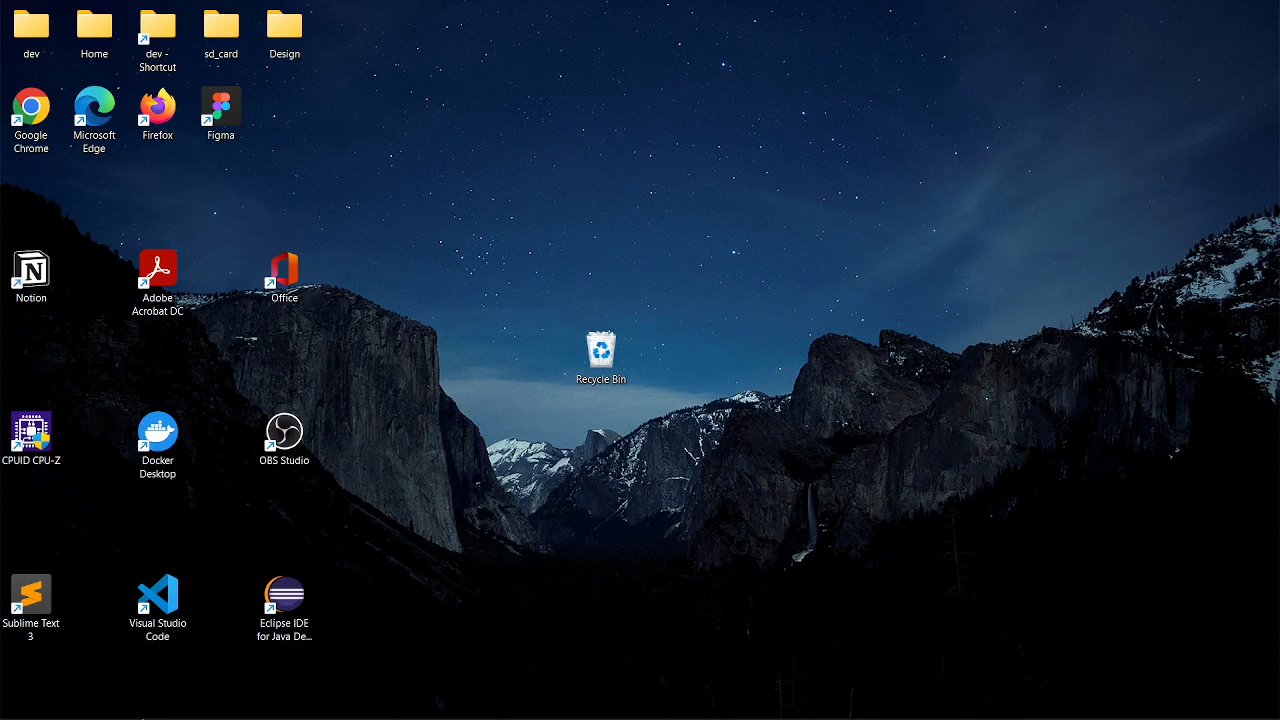 dev
Home
dev -
Shortcut
sd_card
Design
Google
Chrome
Microsoft
Edge
Firefox
Figma
Notion
Adobe
Acrobat DC
Office
Recycle Bin
CPUID CPU-Z
Docker
Desktop
OBS Studio
Sublime Text
3
Visual Studio
Code
Eclipse IDE
for Java De...